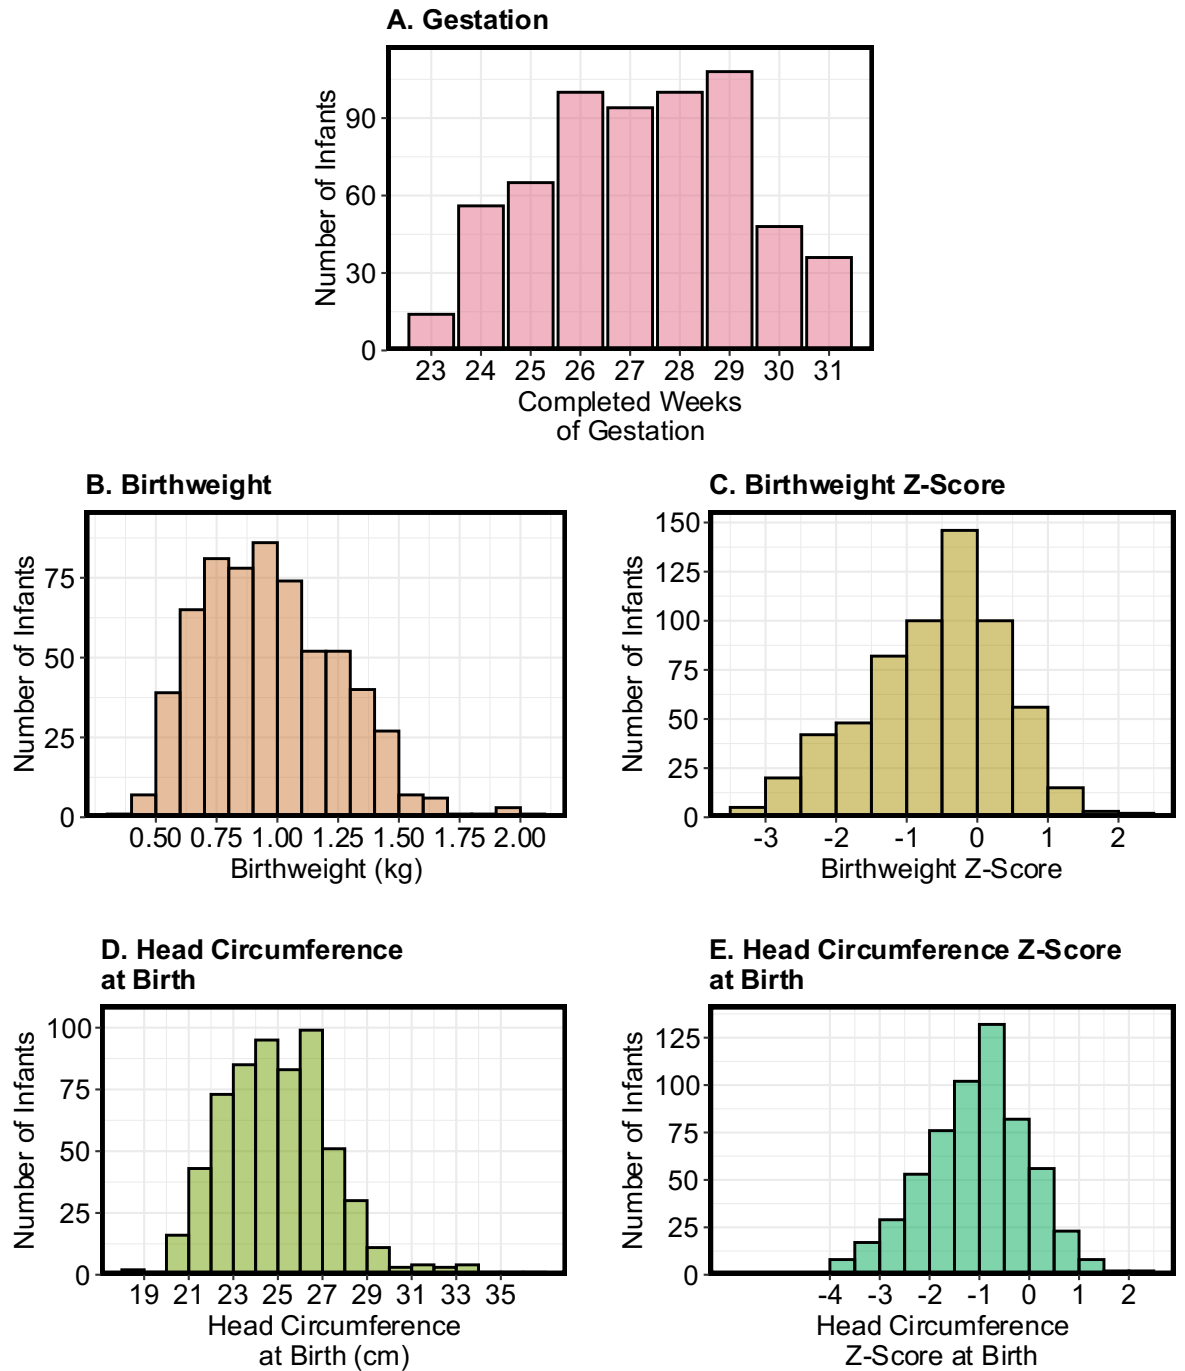 A. Gestation
Number of Infants
90
60
30
0
23 24 25 26 27 28 29 30 31
Completed Weeks
of Gestation
B. Birthweight
Number of Infants
75
50
25
0
0.50 0.75 1.00 1.25 1.50 1.75 2.00
Birthweight (kg)
C. Birthweight Z-Score
Number of Infants
150
125
100
75
50
25
0
-3 -2 -1 0 1 2
Birthweight Z-Score
D. Head Circumference
at Birth
Number of Infants
100
75
50
25
0
19 21 23 25 27 29 31 33 35
Head Circumference
at Birth (cm)
E. Head Circumference Z-Score
at Birth
Number of Infants
125
100
75
50
25
0
-4 -3 -2 -1 0 1 2
Head Circumference
Z-Score at Birth